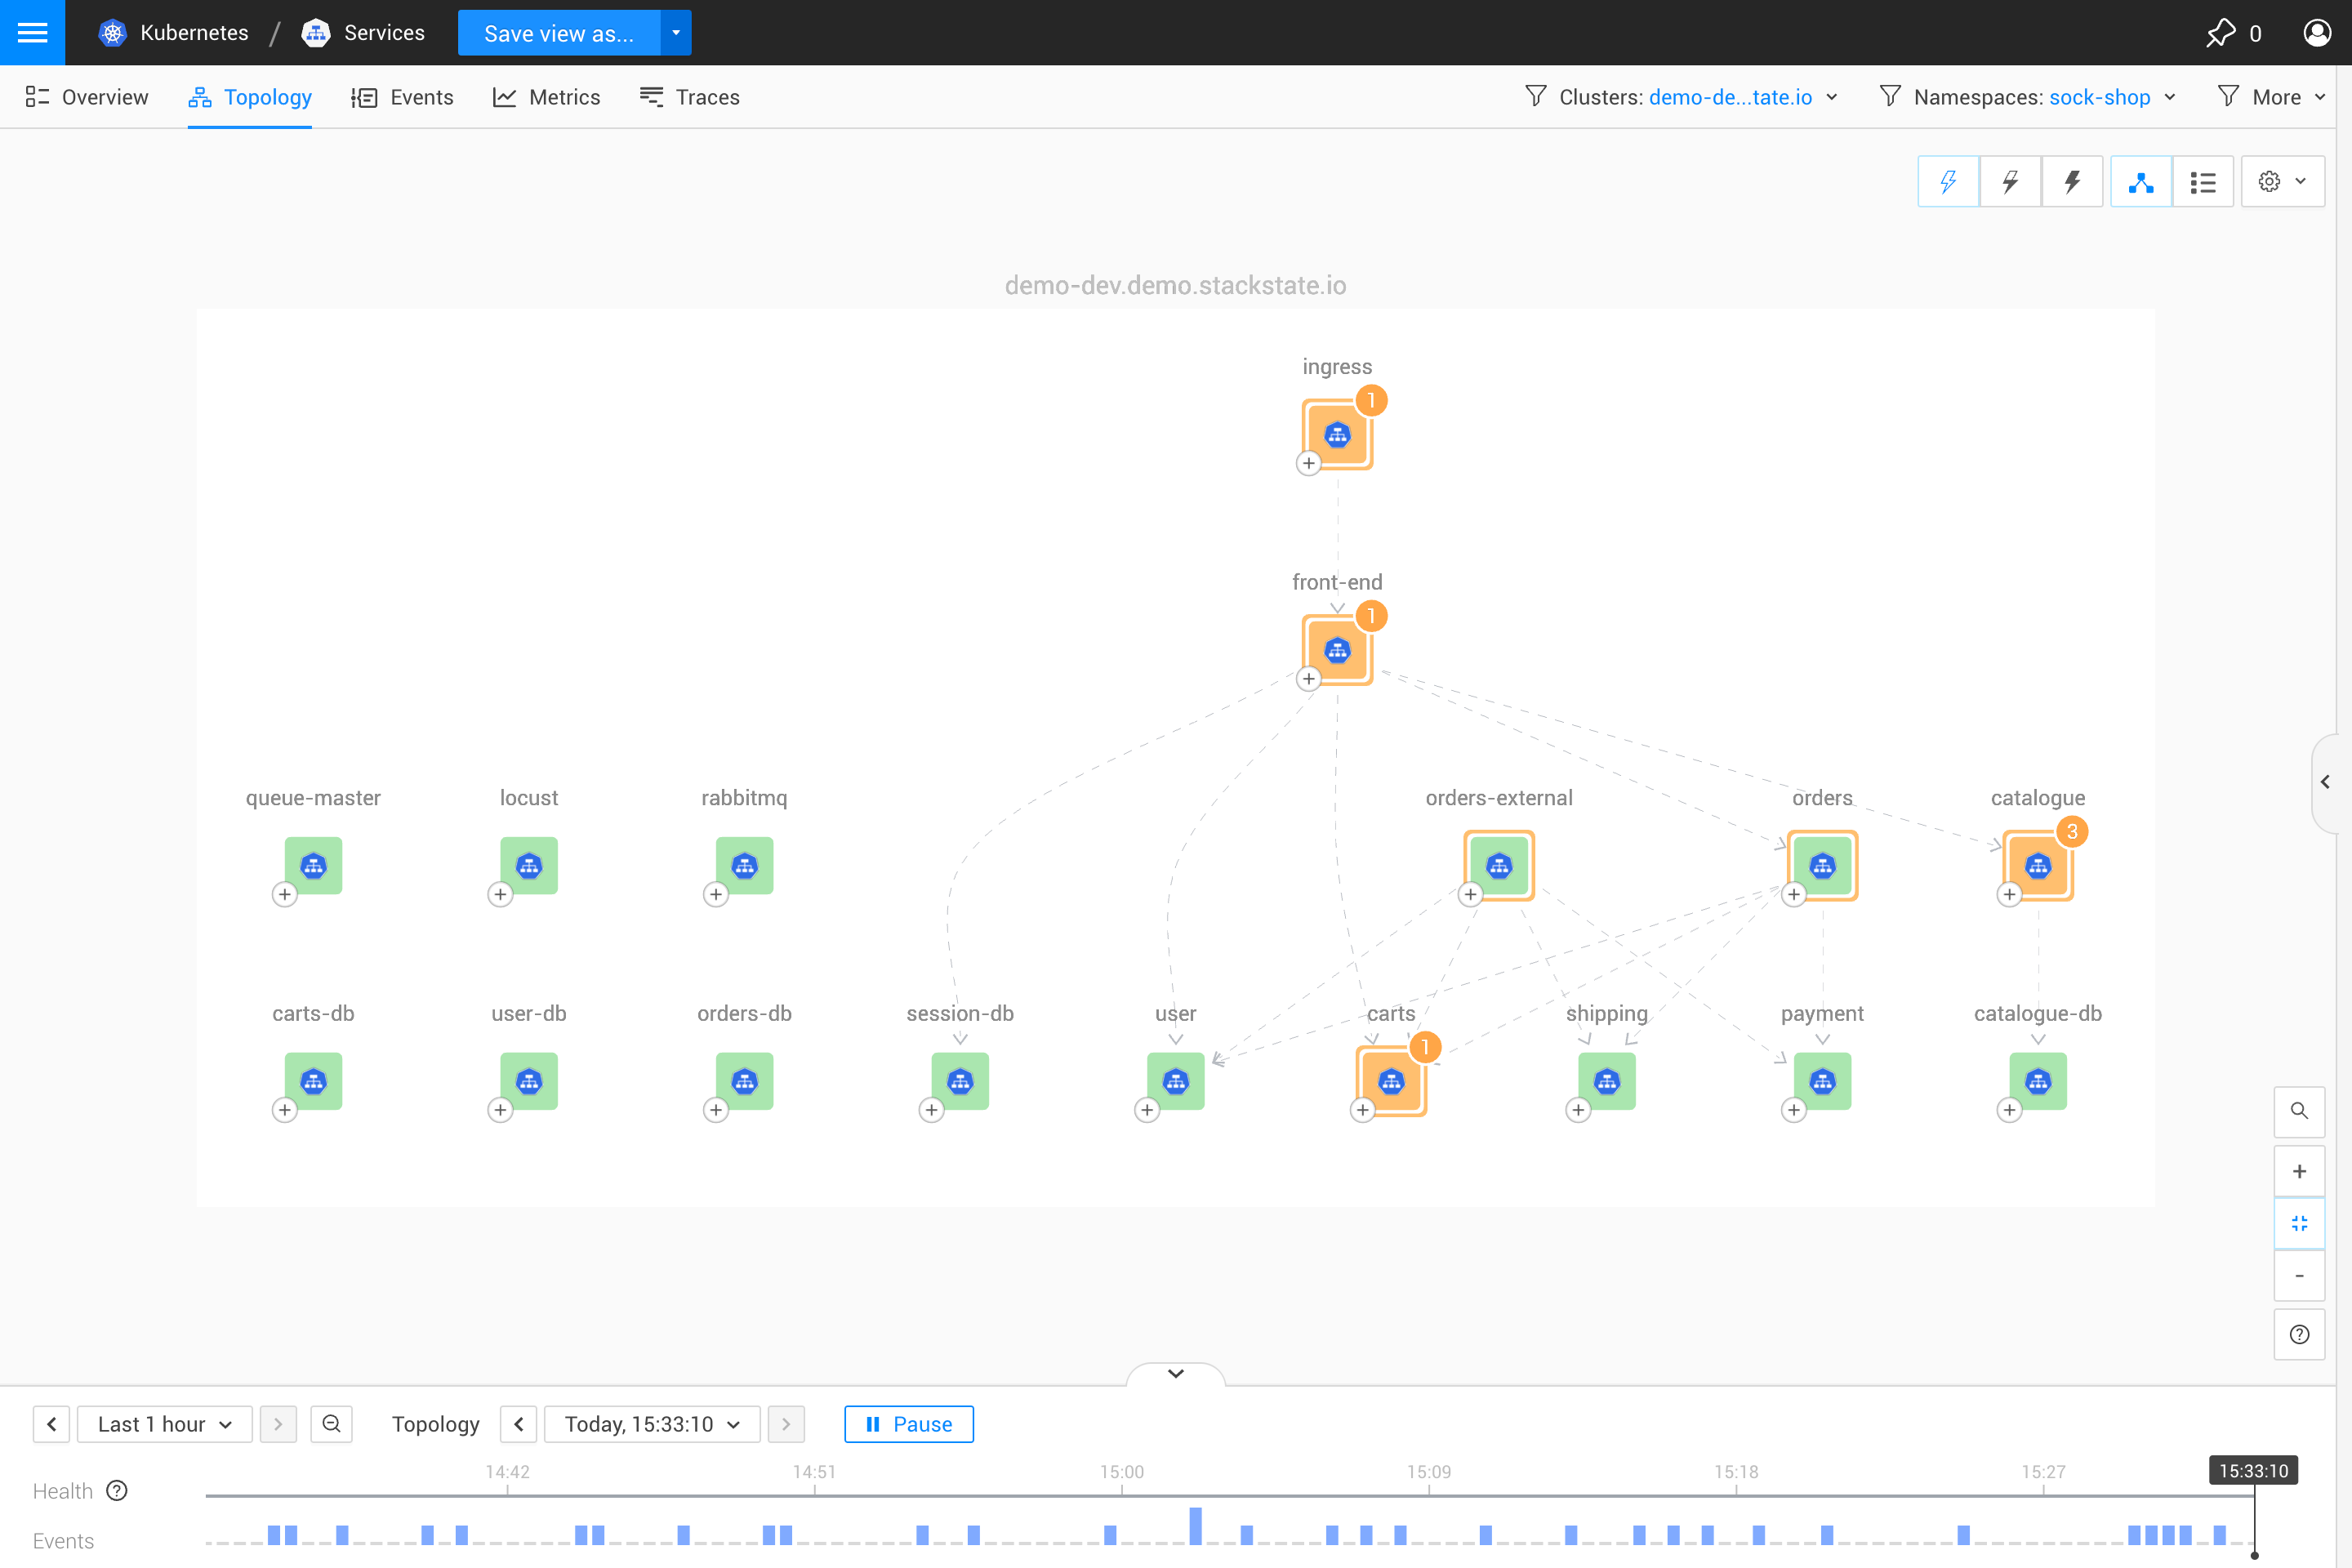 Kubernetes / Services Save view as... 0
Overview Topology Events Metrics Traces Clusters: demo-de...tate.io Namespaces: sock-shop More
demo-dev.demo.stackstate.io
ingress
1
front-end
1
queue-master locust rabbitmq orders-external orders catalogue
3
carts-db user-db orders-db session-db user carts shipping payment catalogue-db
1
Last 1 hour Topology Today, 15:33:10 Pause
14:42 14:51 15:00 15:09 15:18 15:27 15:33:10
Health
Events